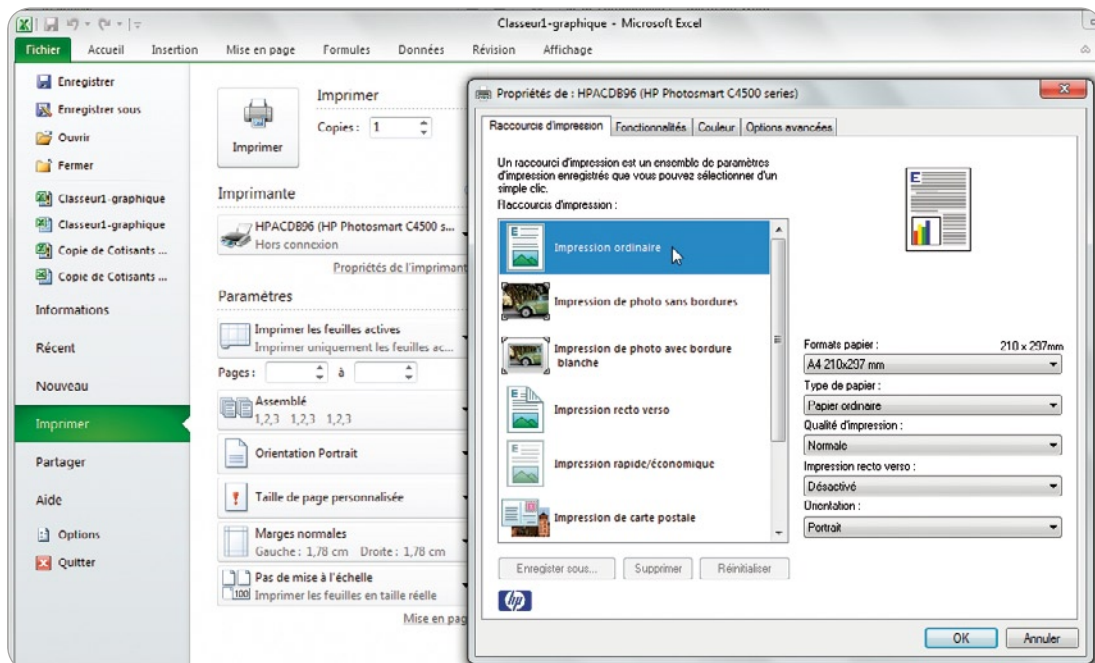 Classeur1-graphique - Microsoft Excel
Fichier Accueil Insertion Mise en page Formules Données Révision Affichage
Enregistrer
Enregistrer sous
Ouvrir
Fermer
Classeur1-graphique
Classeur1-graphique
Copie de Cotisants ...
Copie de Cotisants ...
Informations
Récent
Nouveau
Imprimer
Partager
Aide
Options
Quitter
Imprimer
Imprimer
Copies : 1
Imprimante
HPACDB96 (HP Photosmart C4500 s...
Hors connexion
Propriétés de l'imprimant
Paramètres
Imprimer les feuilles actives
Imprimer uniquement les feuilles ac...
Pages : à
Assemblé
1,2,3 1,2,3 1,2,3
Orientation Portrait
Taille de page personnalisée
Marges normales
Gauche : 1,78 cm Droite : 1,78 cm
Pas de mise à l'échelle
100 Imprimer les feuilles en taille réelle
Mise en pag
Propriétés de : HPACDB96 (HP Photosmart C4500 series)
Raccourcis d'impression Fonctionnalités Couleur Options avancées
Un raccourci d'impression est un ensemble de paramètres
d'impression enregistrés que vous pouvez sélectionner d'un
simple clic.
Raccourcis d'impression :
Impression ordinaire
Impression de photo sans bordures
Impression de photo avec bordure
blanche
Impression recto verso
Impression rapide/économique
Impression de carte postale
E
Formats papier : 210 x 297mm
A4 210x297 mm
Type de papier :
Papier ordinaire
Qualité d'impression :
Normale
Impression recto verso :
Désactivé
Orientation :
Portrait
Enregister sous... Supprimer Réinitialiser
hp
OK Annuler